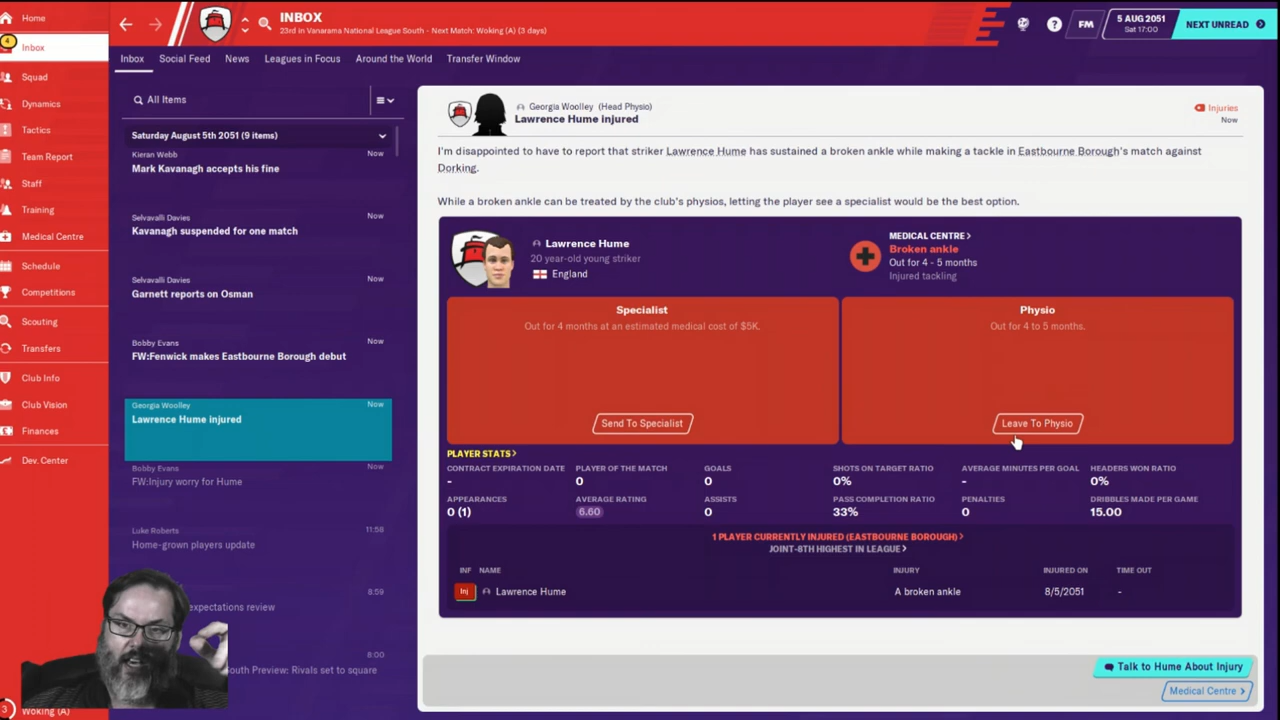 Home
INBOX
23rd in Vanarama National League South - Next Match: Woking (A) (3 days)
FM
5 AUG 2051
Sat 17:00
NEXT UNREAD
4
Inbox
Squad
Dynamics
Tactics
Team Report
Staff
Training
Medical Centre
Schedule
Competitions
Scouting
Transfers
Club Info
Club Vision
Finances
Dev. Center
3
Woking (A)
Inbox
Social Feed
News
Leagues in Focus
Around the World
Transfer Window
All Items
Saturday August 5th 2051 (9 items)
Kieran Webb Now
Mark Kavanagh accepts his fine
Selvavalli Davies Now
Kavanagh suspended for one match
Selvavalli Davies Now
Garnett reports on Osman
Bobby Evans Now
FW:Fenwick makes Eastbourne Borough debut
Georgia Woolley Now
Lawrence Hume injured
Bobby Evans Now
FW:Injury worry for Hume
Luke Roberts 11:58
Home-grown players update
8:59
expectations review
8:00
South Preview: Rivals set to square
Georgia Woolley (Head Physio)
Lawrence Hume injured
Injuries
Now
I'm disappointed to have to report that striker Lawrence Hume has sustained a broken ankle while making a tackle in Eastbourne Borough's match against
Dorking.
While a broken ankle can be treated by the club's physios, letting the player see a specialist would be the best option.
Lawrence Hume
20 year-old young striker
England
MEDICAL CENTRE
Broken ankle
Out for 4 - 5 months
Injured tackling
Specialist
Out for 4 months at an estimated medical cost of $5K.
Send To Specialist
Physio
Out for 4 to 5 months.
Leave To Physio
PLAYER STATS
CONTRACT EXPIRATION DATE PLAYER OF THE MATCH GOALS SHOTS ON TARGET RATIO AVERAGE MINUTES PER GOAL HEADERS WON RATIO
- 0 0 0% - 0%
APPEARANCES AVERAGE RATING ASSISTS PASS COMPLETION RATIO PENALTIES DRIBBLES MADE PER GAME
0 (1) 6.60 0 33% 0 15.00
1 PLAYER CURRENTLY INJURED (EASTBOURNE BOROUGH)
JOINT-8TH HIGHEST IN LEAGUE
INF NAME INJURY INJURED ON TIME OUT
Inj Lawrence Hume A broken ankle 8/5/2051 -
Talk to Hume About Injury
Medical Centre